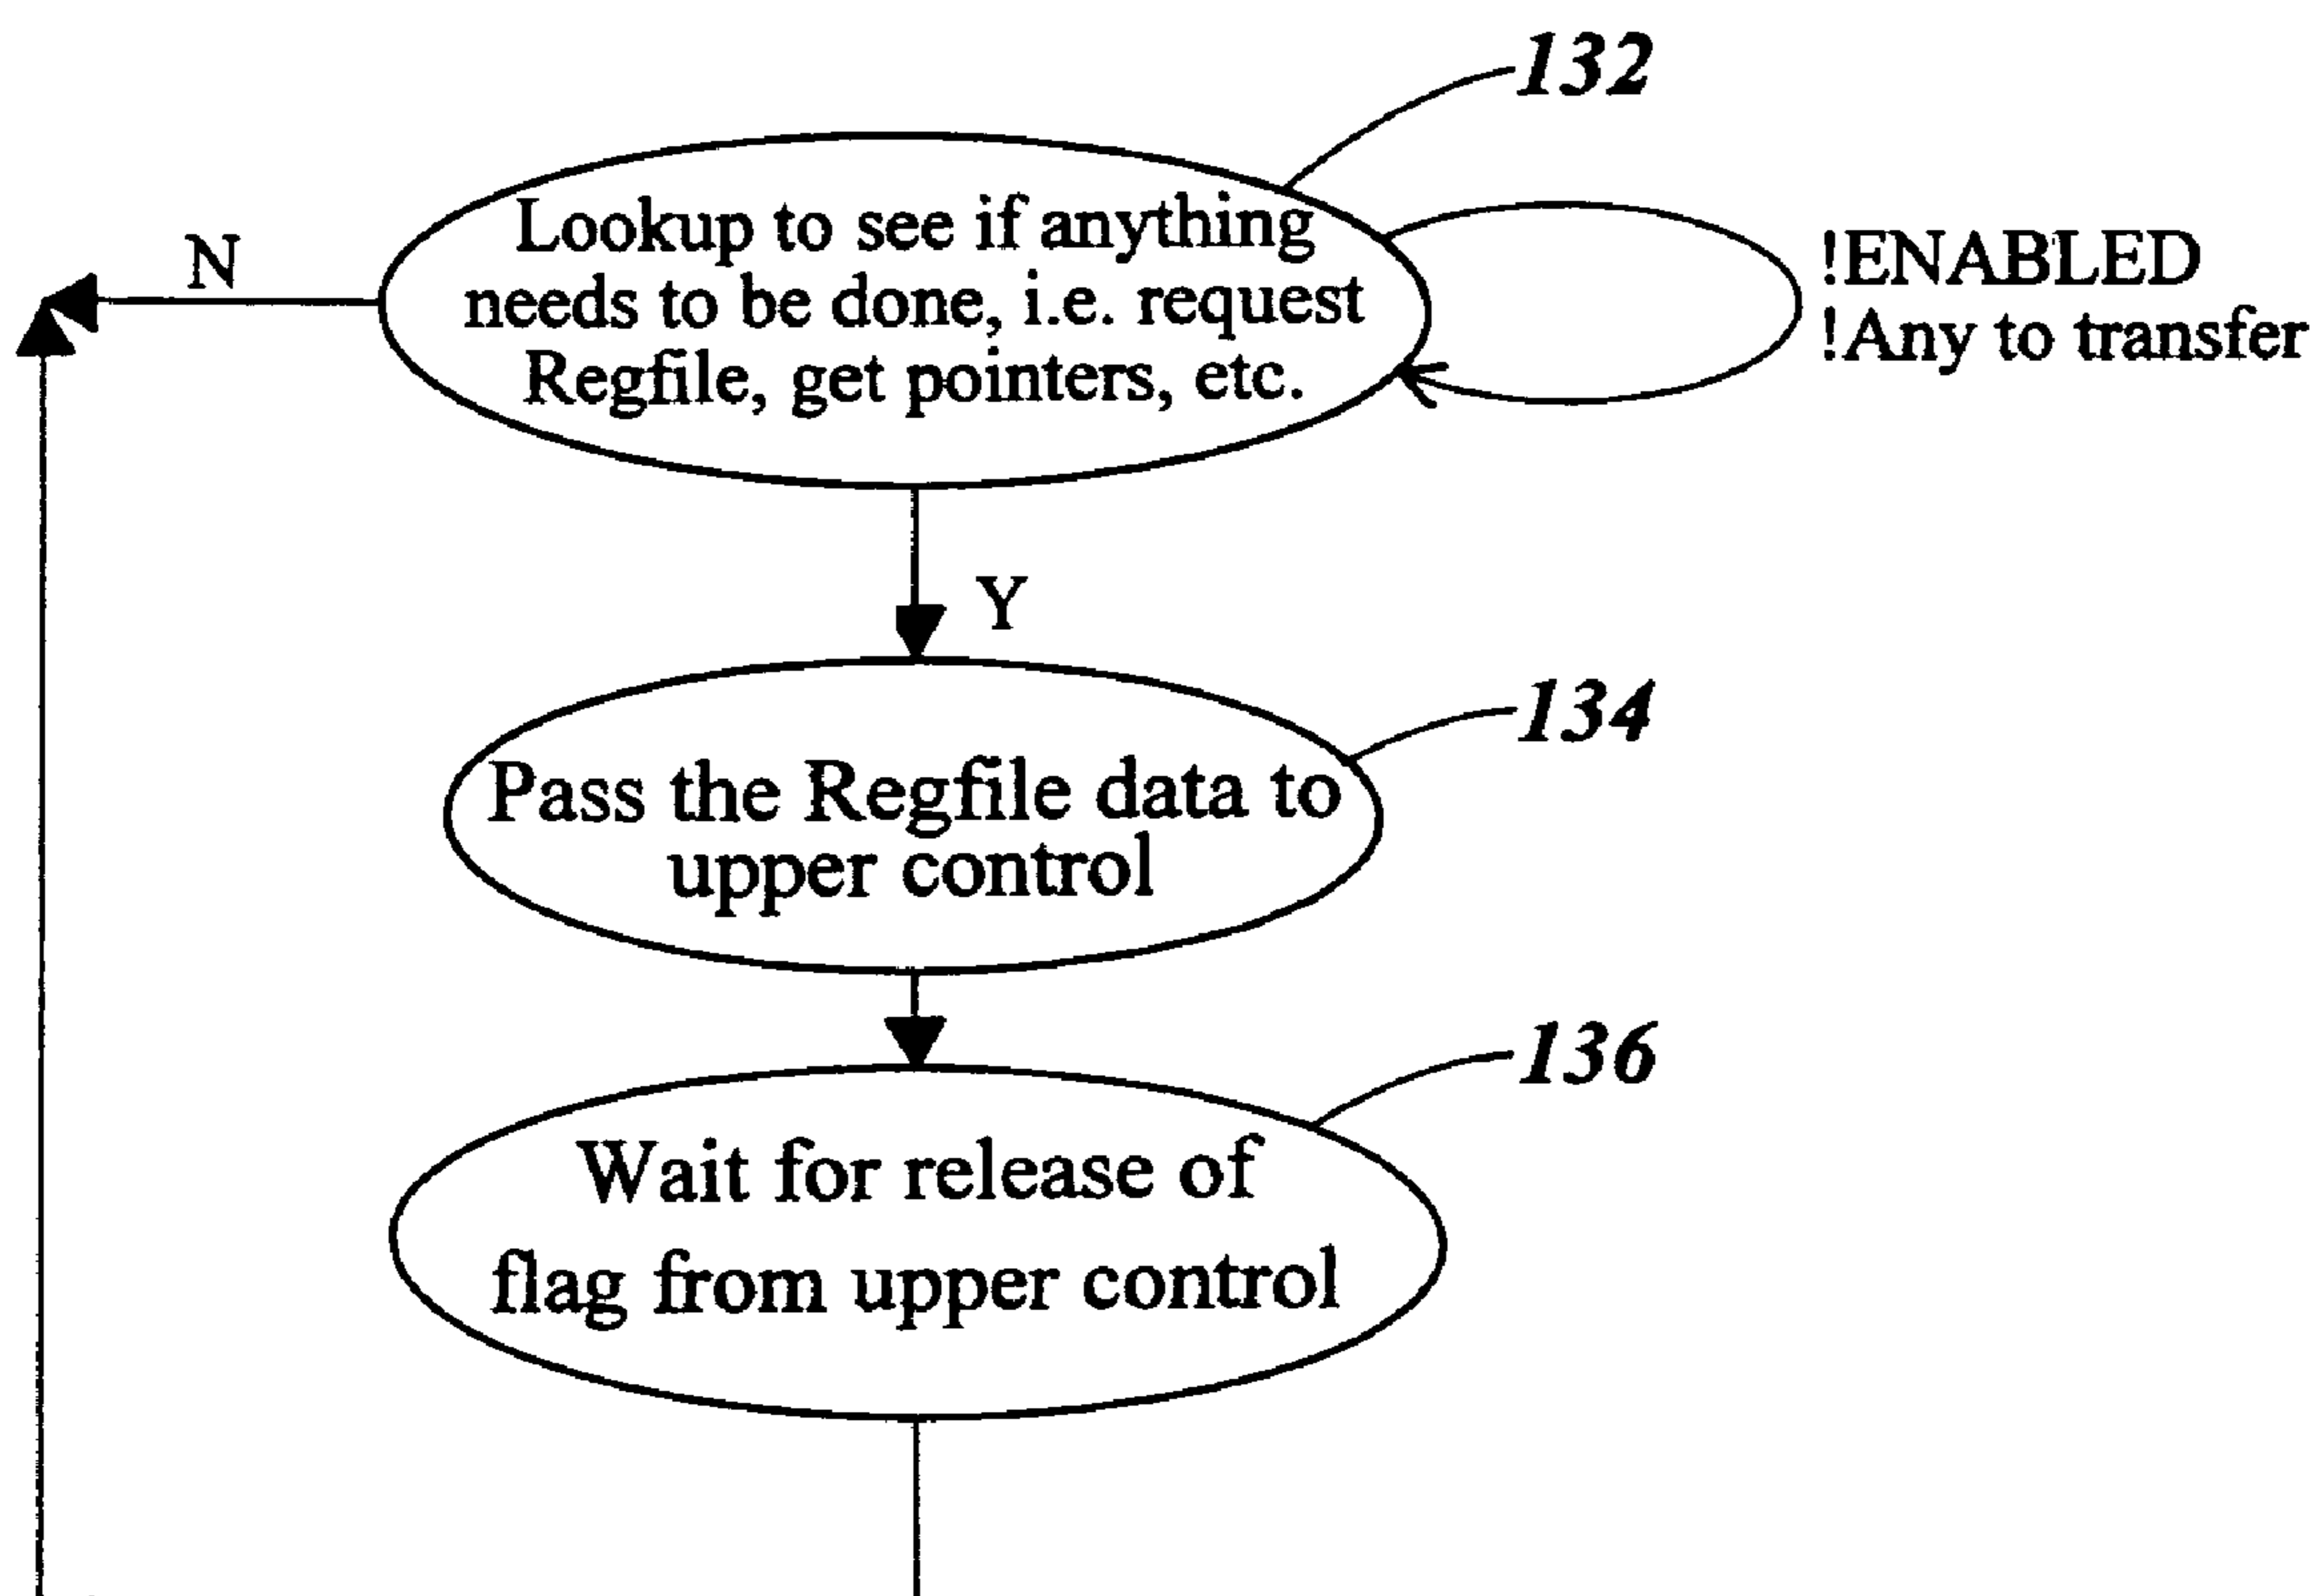 132
Lookup to see if anything
needs to be done, i.e. request
Regfile, get pointers, etc.
N
!ENABLED
!Any to transfer
Y
134
Pass the Regfile data to
upper control
136
Wait for release of
flag from upper control